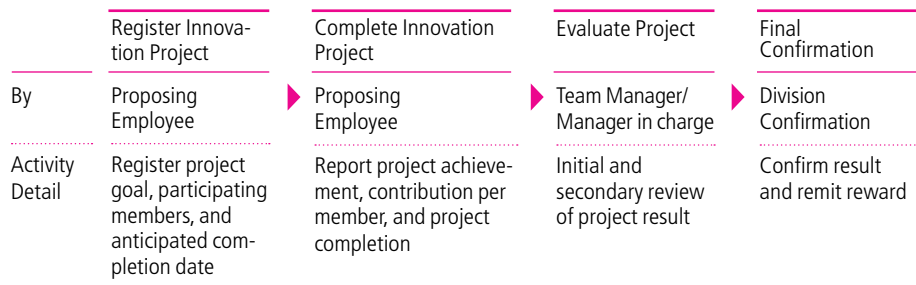 Register Innova-
tion Project
Complete Innovation
Project
Evaluate Project
Final
Confirmation
By
Proposing
Employee
Proposing
Employee
Team Manager/
Manager in charge
Division
Confirmation
Activity
Detail
Register project
goal, participating
members, and
anticipated com-
pletion date
Report project achieve-
ment, contribution per
member, and project
completion
Initial and
secondary review
of project result
Confirm result
and remit reward